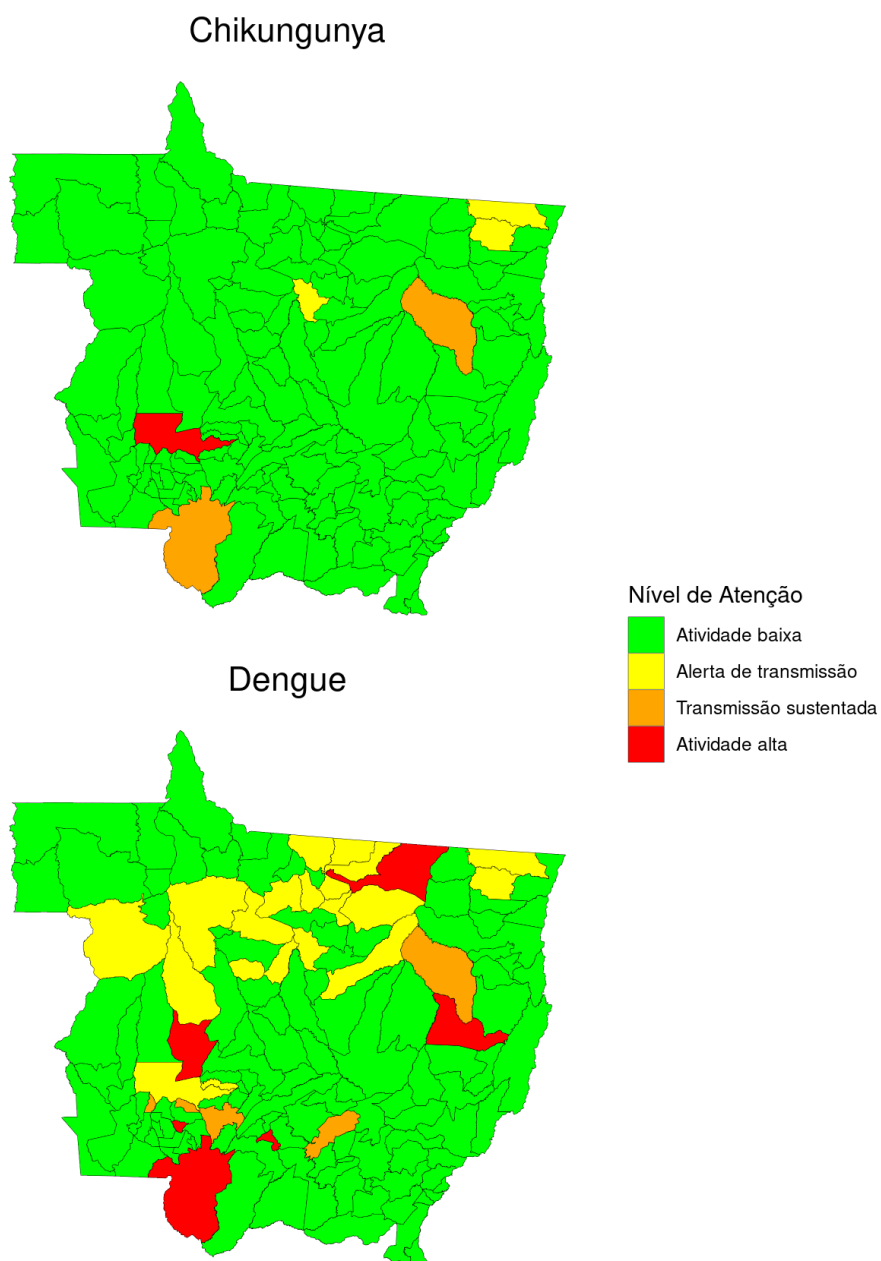 Chikungunya
Nível de Atenção
Atividade baixa
Alerta de transmissão
Transmissão sustentada
Atividade alta
Dengue